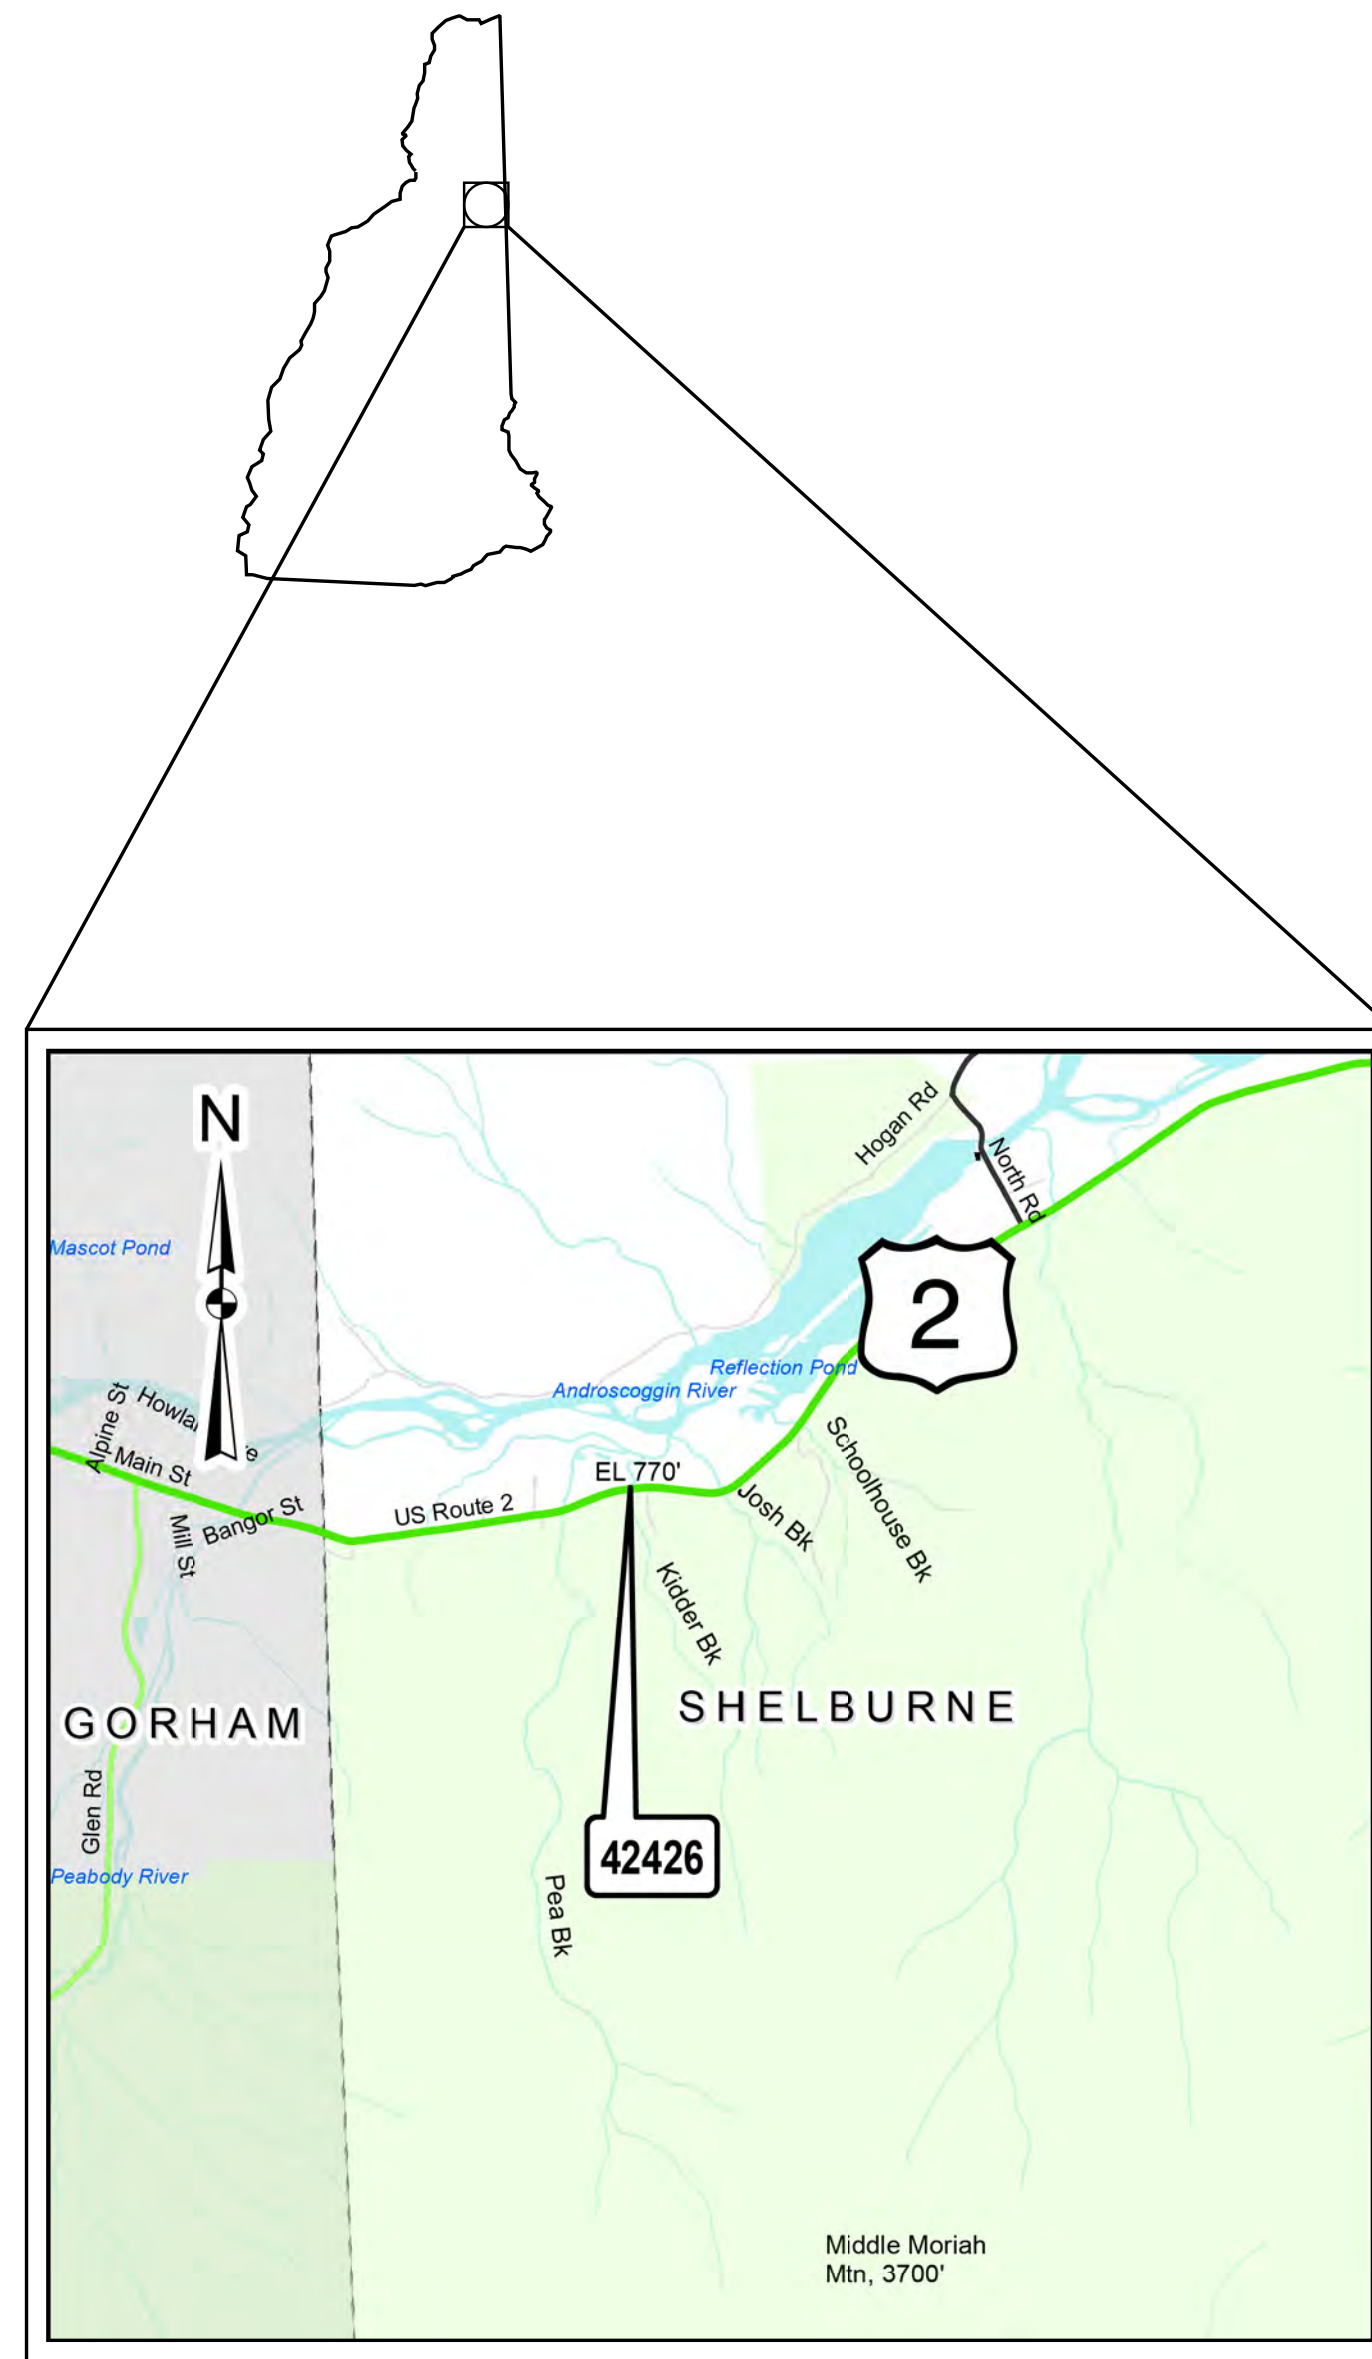 N
Hogan Rd
North Rd
Mascot Pond
2
Reflection Pond
Androscoggin River
Alpine St
Main St
Mill St
Bangor St
US Route 2
EL 770'
Josh Bk
Schoolhouse Bk
Kidder Bk
GORHAM
SHELBURNE
Glen Rd
42426
Peabody River
Pea Bk
Middle Moriah
Mtn, 3700'